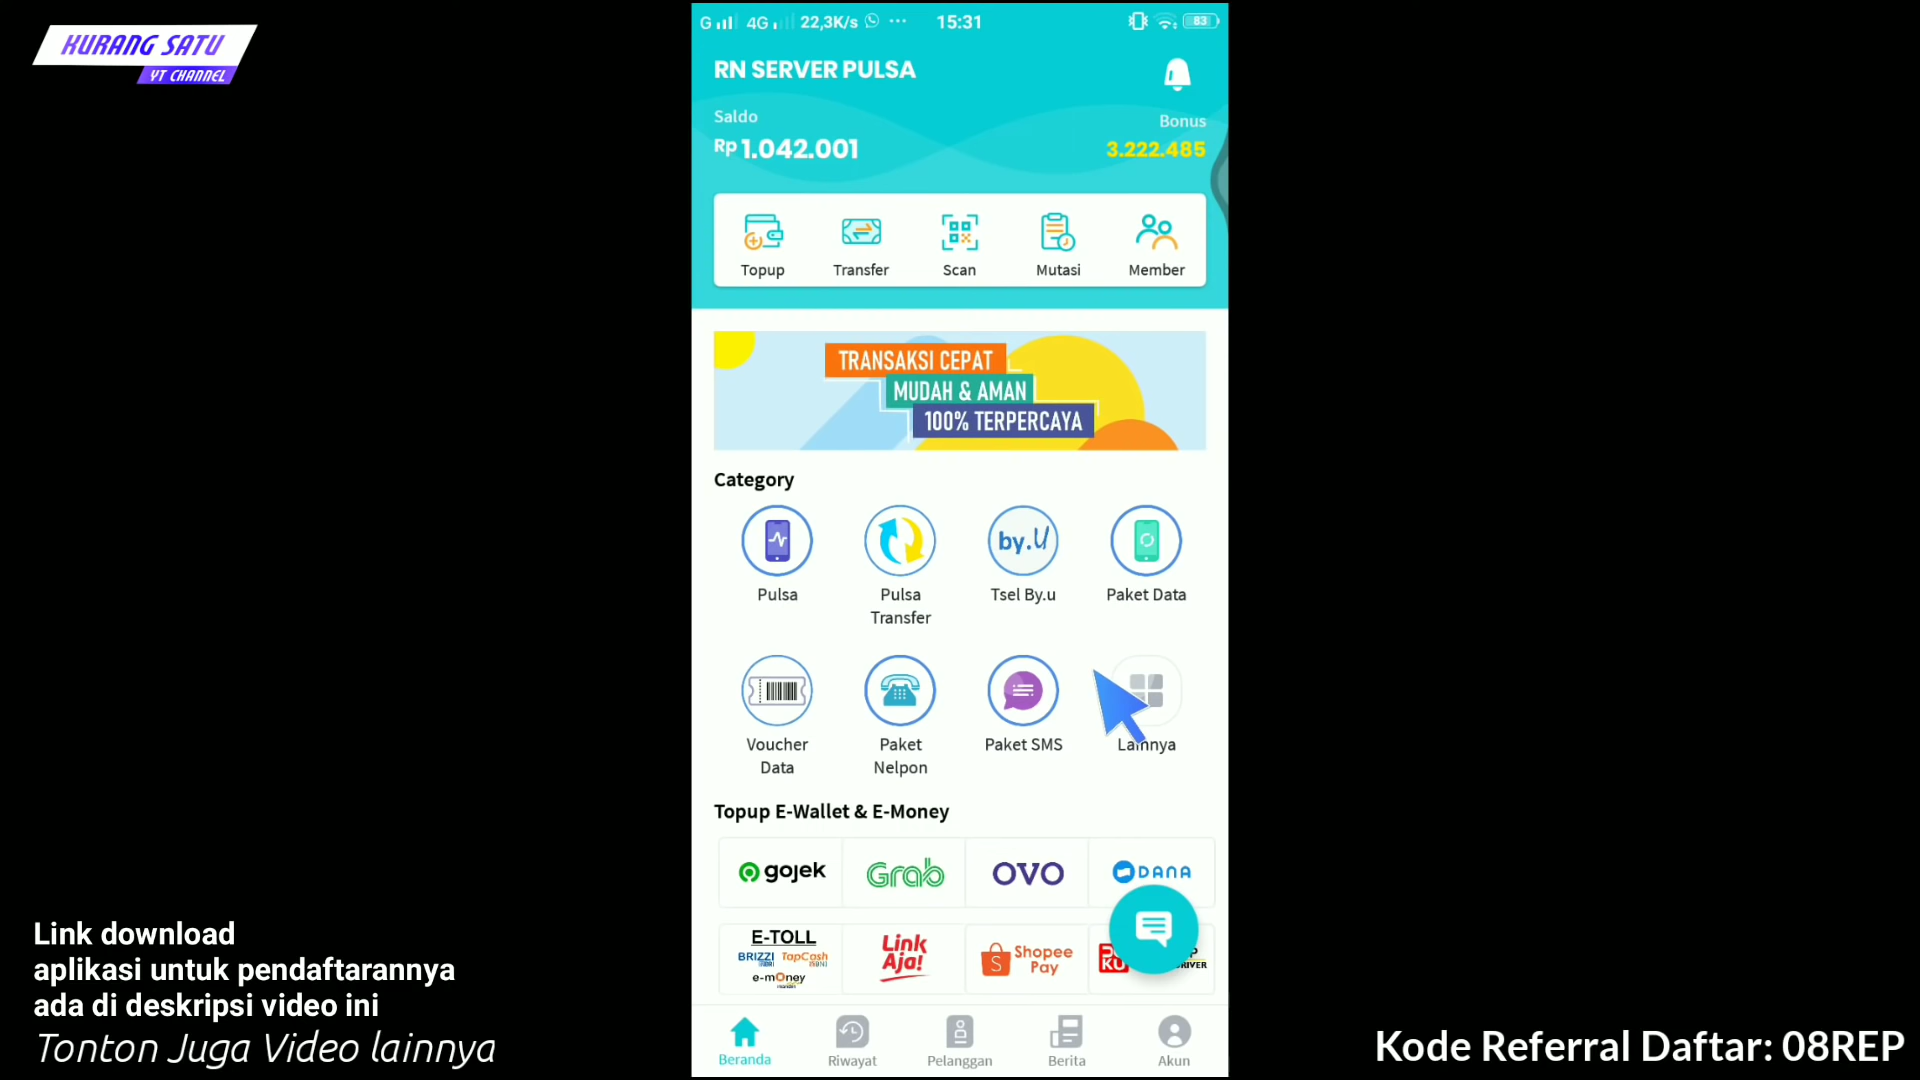 KURANG SATU
YT CHANNEL
G 4G 22,3K/s 15:31 83
RN SERVER PULSA
Saldo
Bonus
Rp 1.042.001
3.222.485
Topup Transfer Scan Mutasi Member
TRANSAKSI CEPAT
MUDAH & AMAN
100% TERPERCAYA
Category
by.U
Pulsa
Pulsa
Transfer
Tsel By.u
Paket Data
Voucher
Data
Paket
Nelpon
Paket SMS
Lainnya
Topup E-Wallet & E-Money
gojek Grab OVO DANA
E-TOLL
BRIZZI TapCash
e-money
Link
Aja!
Shopee
Pay
Beranda Riwayat Pelanggan Berita Akun
Link download
aplikasi untuk pendaftarannya
ada di deskripsi video ini
Tonton Juga Video lainnya
Kode Referral Daftar: 08REP